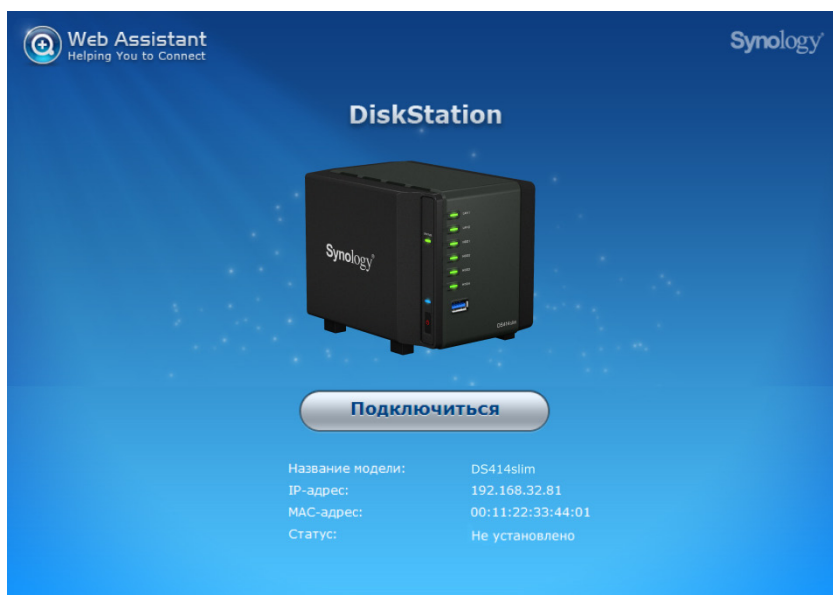 Web Assistant
Helping You to Connect
Synology
DiskStation
Synology
DS414slim
Подключиться
Название модели: DS414slim
IP-адрес: 192.168.32.81
MAC-адрес: 00:11:22:33:44:01
Статус: Не установлено